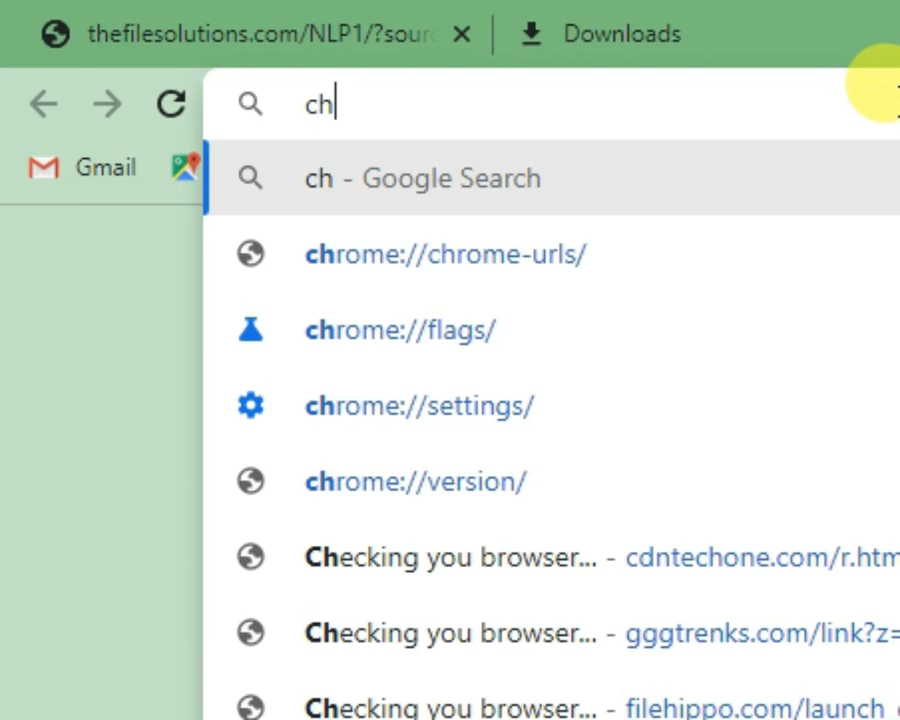 thefilesolutions.com/NLP1/?sour
Downloads
ch
Gmail
ch - Google Search
chrome://chrome-urls/
chrome://flags/
chrome://settings/
chrome://version/
Checking you browser... - cdntechone.com/r.htm
Checking you browser... - gggtrenks.com/link?z=
Checking you browser... - filehippo.com/launch_